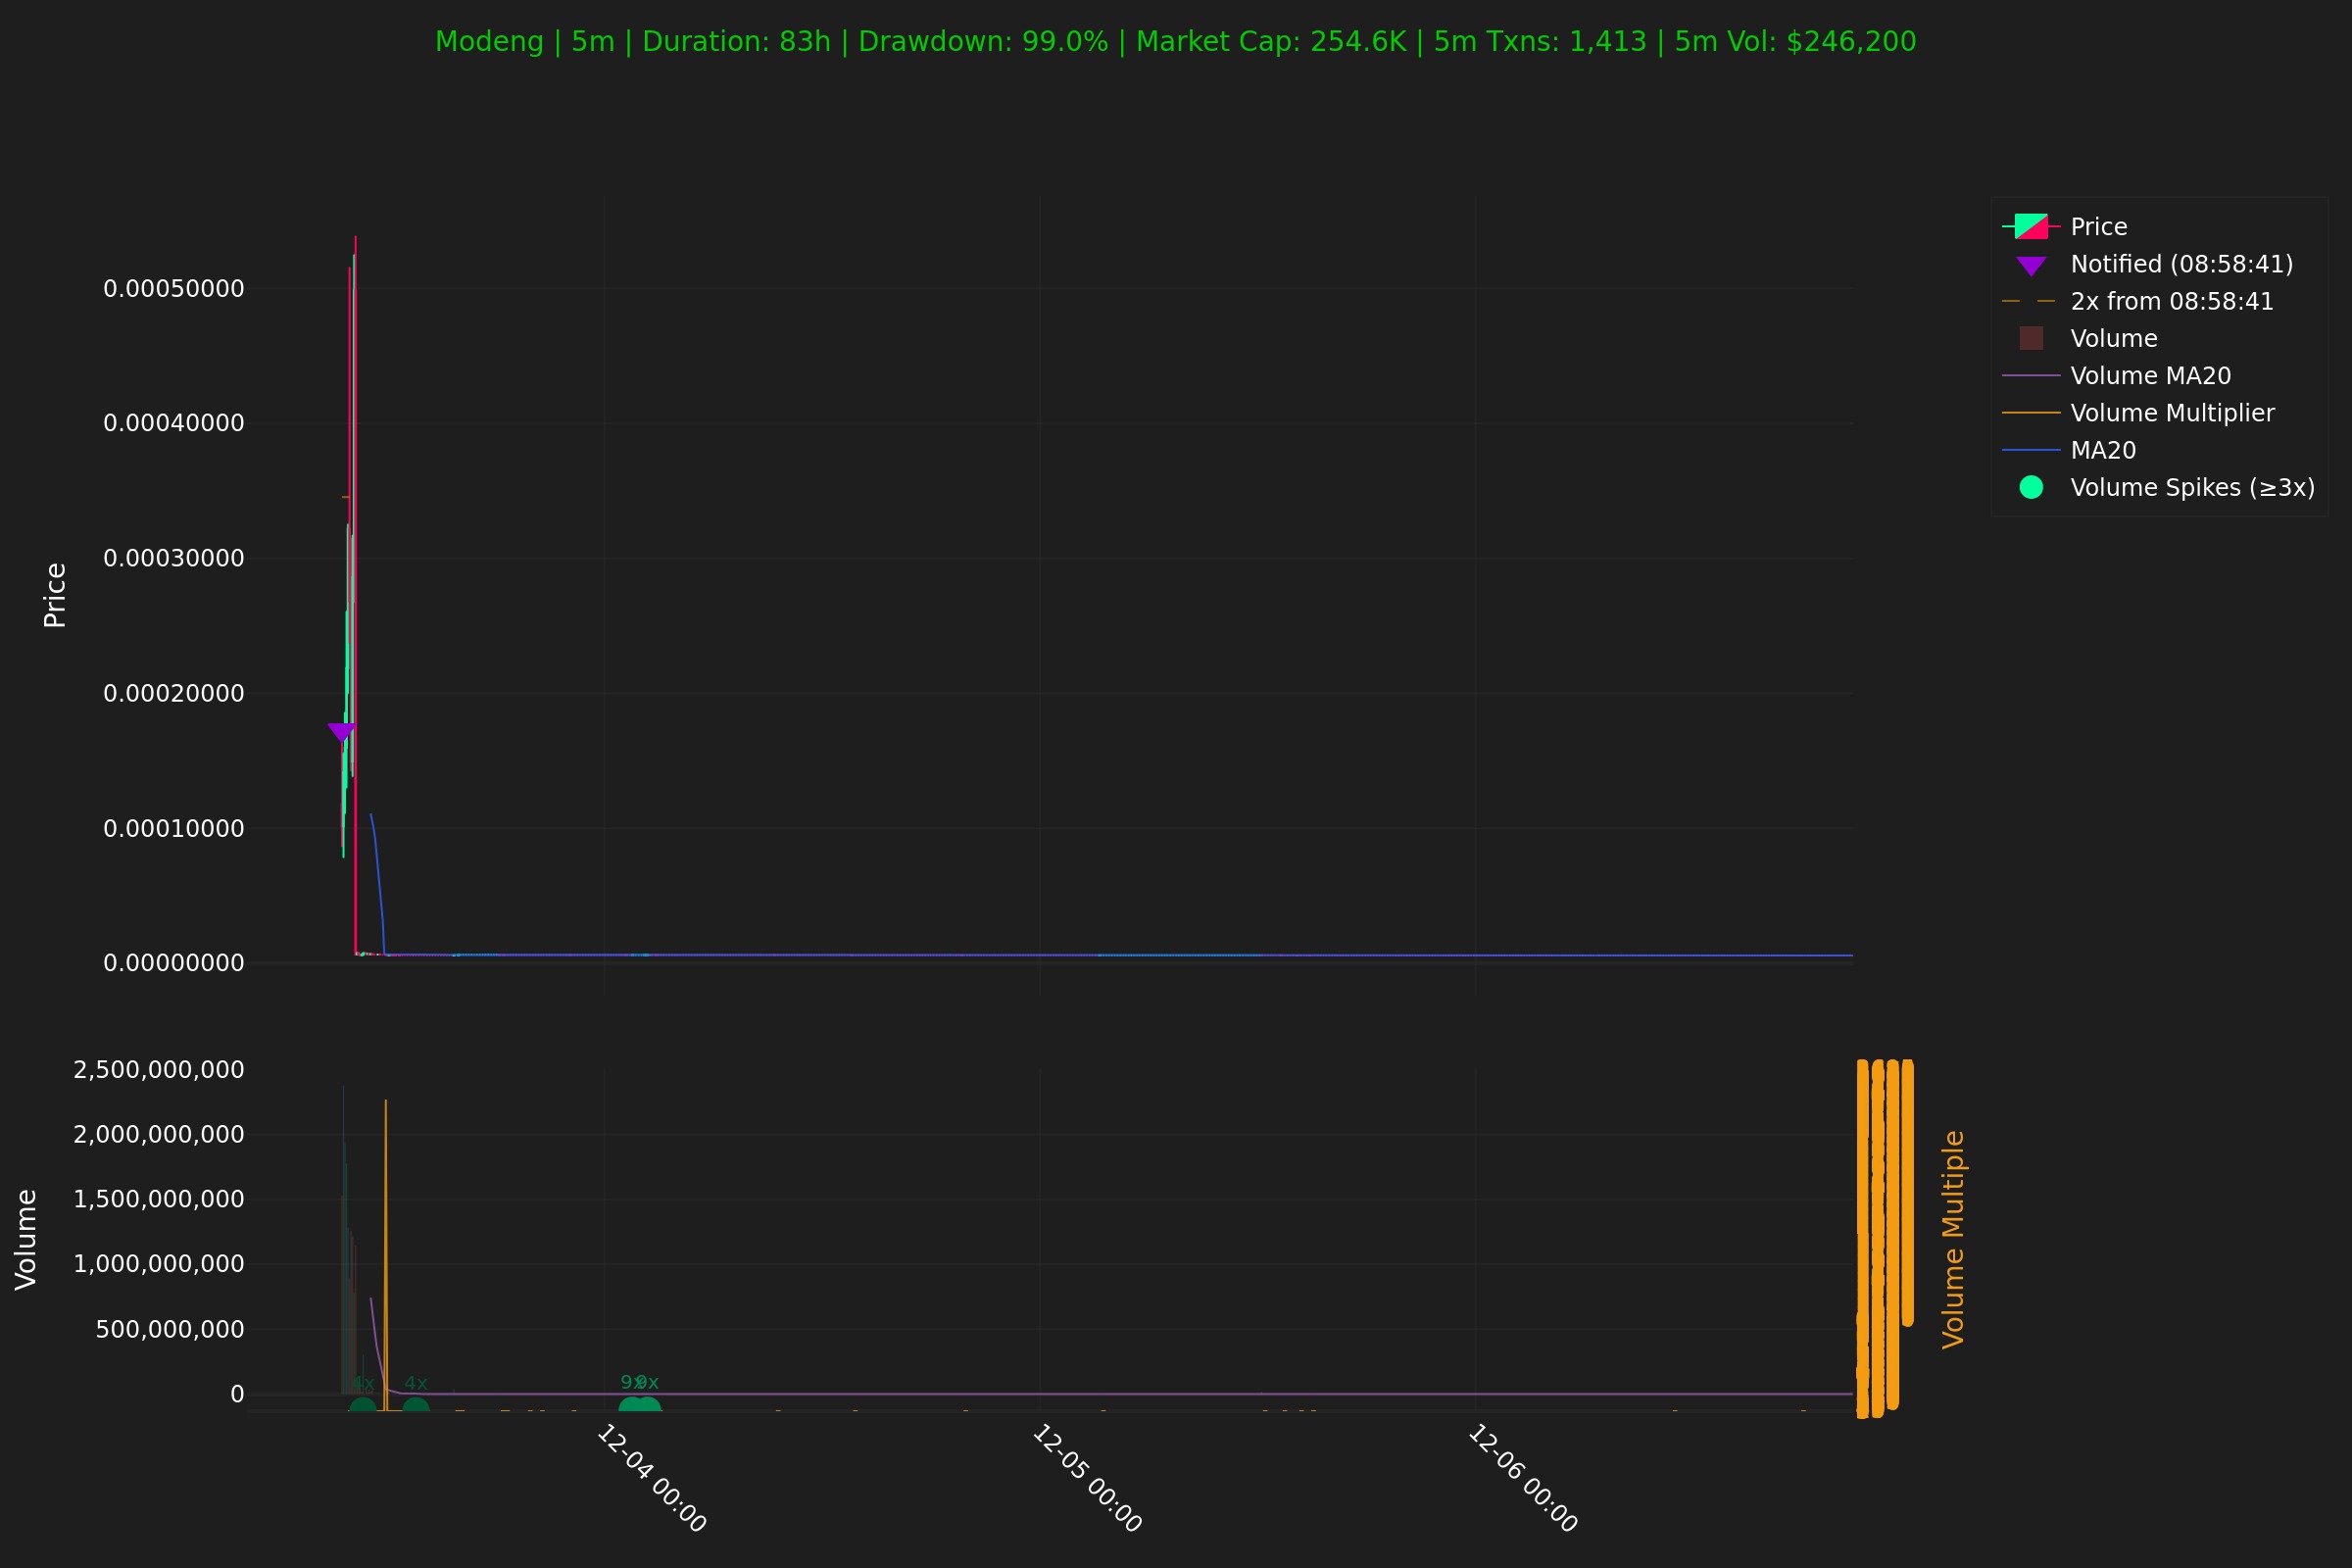 Modeng | 5m | Duration: 83h | Drawdown: 99.0% | Market Cap: 254.6K | 5m Txns: 1,413 | 5m Vol: $246,200
Price
Notified (08:58:41)
2x from 08:58:41
Volume
Volume MA20
Volume Multiplier
MA20
Volume Spikes (≥3x)
Price
0.00050000
0.00040000
0.00030000
0.00020000
0.00010000
0.00000000
Volume
2,500,000,000
2,000,000,000
1,500,000,000
1,000,000,000
500,000,000
0
4x
4x
9x
9x
Volume Multiple
12-04 00:00
12-05 00:00
12-06 00:00